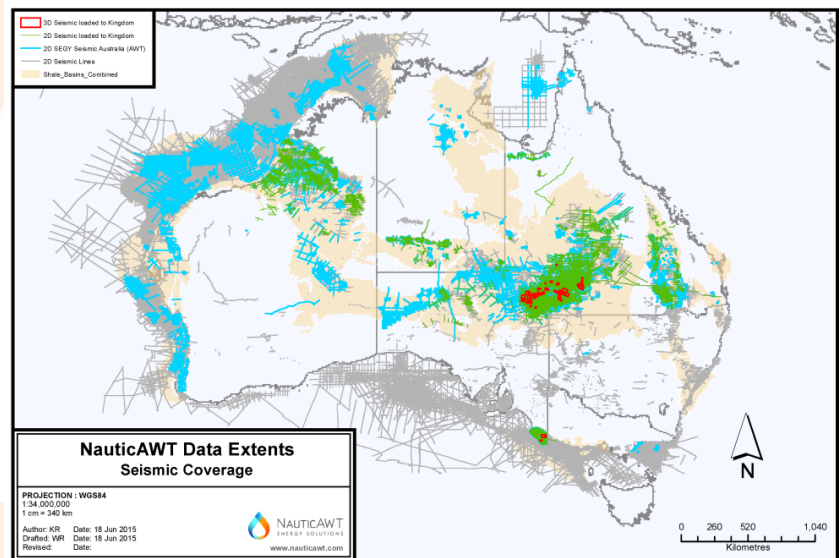 3D Seismic loaded to Kingdom
2D Seismic loaded to Kingdom
2D SEGY Seismic Australia (AWT)
2D Seismic Lines
Shale_Basins_Combined
NauticAWT Data Extents
Seismic Coverage
PROJECTION : WGS84
1:34,000,000
1 cm = 340 km
Author: KR Date: 18 Jun 2015
Drafted: WR Date: 18 Jun 2015
Revised: Date:
NAUTICAWT
ENERGY SOLUTIONS
www.nauticawt.com
N
0 260 520 1,040
Kilometres